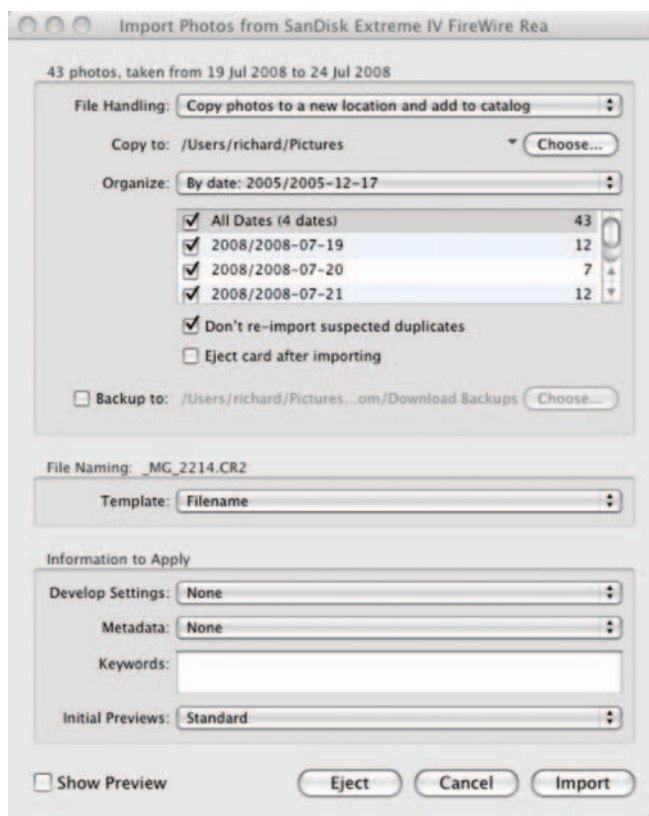 Import Photos from SanDisk Extreme IV FireWire Rea
43 photos, taken from 19 Jul 2008 to 24 Jul 2008
File Handling: Copy photos to a new location and add to catalog
Copy to: /Users/richard/Pictures Choose...
Organize: By date: 2005/2005-12-17
All Dates (4 dates) 43
2008/2008-07-19 12
2008/2008-07-20 7
2008/2008-07-21 12
Don't re-import suspected duplicates
Eject card after importing
Backup to: /Users/richard/Pictures...om/Download Backups Choose...
File Naming: _MG_2214.CR2
Template: Filename
Information to Apply
Develop Settings: None
Metadata: None
Keywords:
Initial Previews: Standard
Show Preview Eject Cancel Import